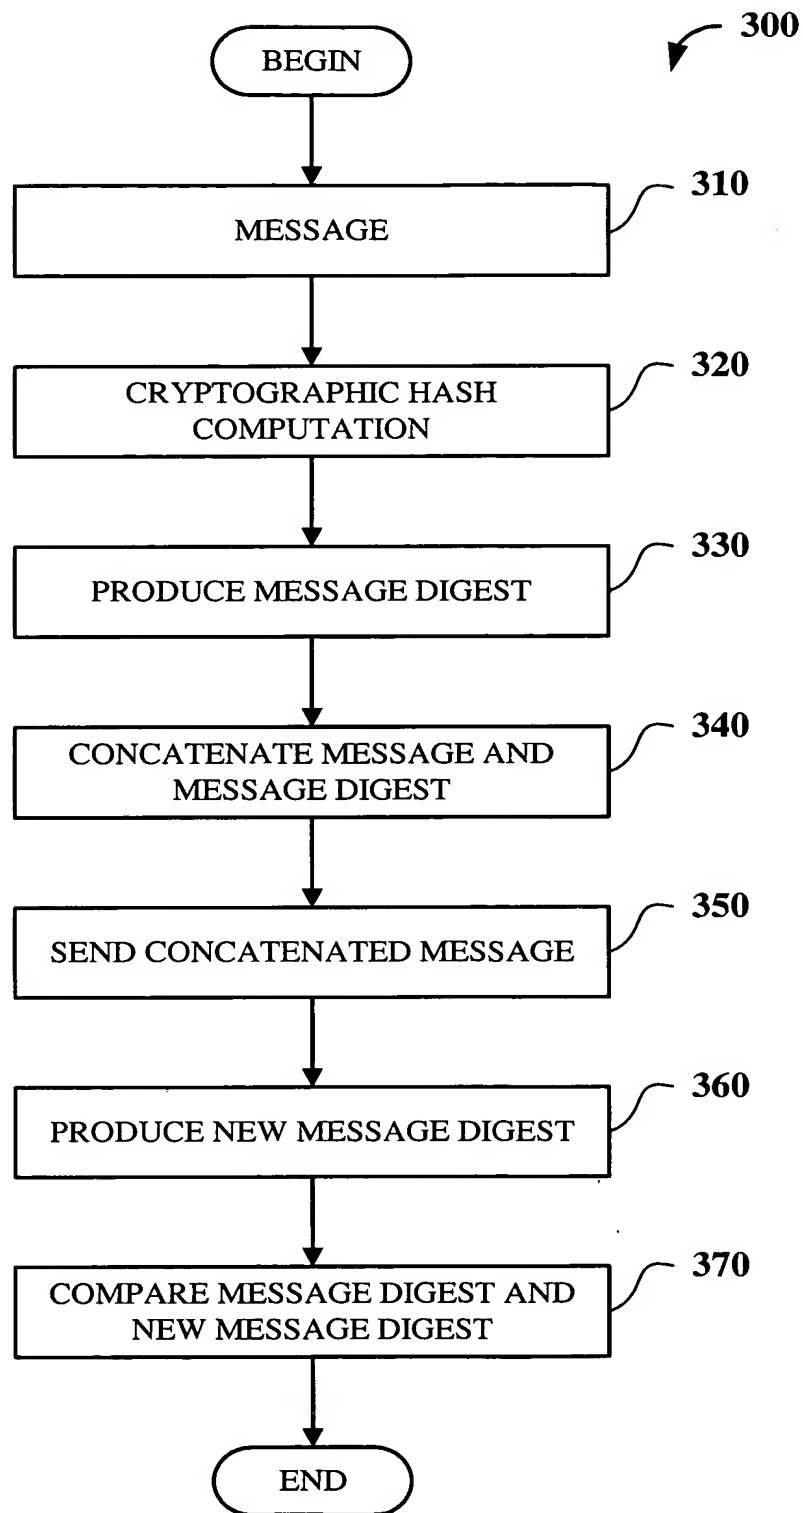 300
BEGIN
310
MESSAGE
320
CRYPTOGRAPHIC HASH
COMPUTATION
330
PRODUCE MESSAGE DIGEST
340
CONCATENATE MESSAGE AND
MESSAGE DIGEST
350
SEND CONCATENATED MESSAGE
360
PRODUCE NEW MESSAGE DIGEST
370
COMPARE MESSAGE DIGEST AND
NEW MESSAGE DIGEST
END